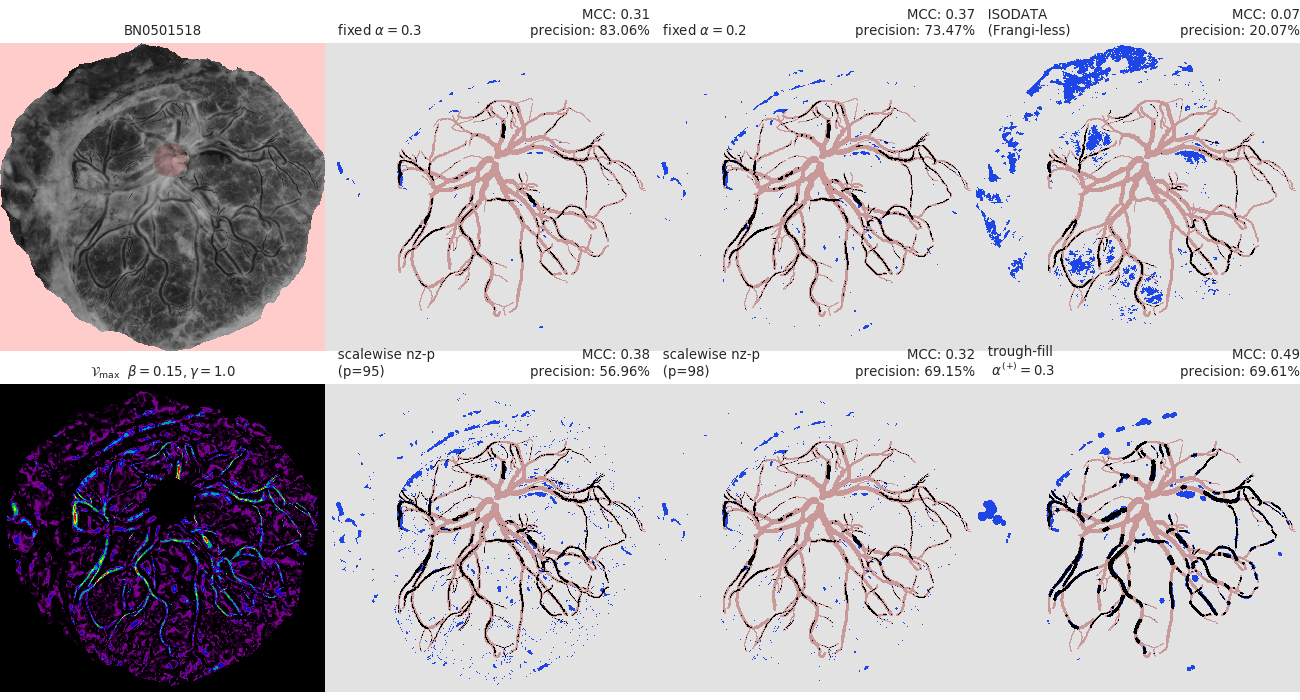 BN0501518
fixed α = 0.3
MCC: 0.31
precision: 83.06%
fixed α = 0.2
MCC: 0.37
precision: 73.47%
ISODATA
(Frangi-less)
MCC: 0.07
precision: 20.07%
𝒱max β = 0.15, γ = 1.0
scalewise nz-p
(p=95)
MCC: 0.38
precision: 56.96%
scalewise nz-p
(p=98)
MCC: 0.32
precision: 69.15%
trough-fill
α(+) = 0.3
MCC: 0.49
precision: 69.61%